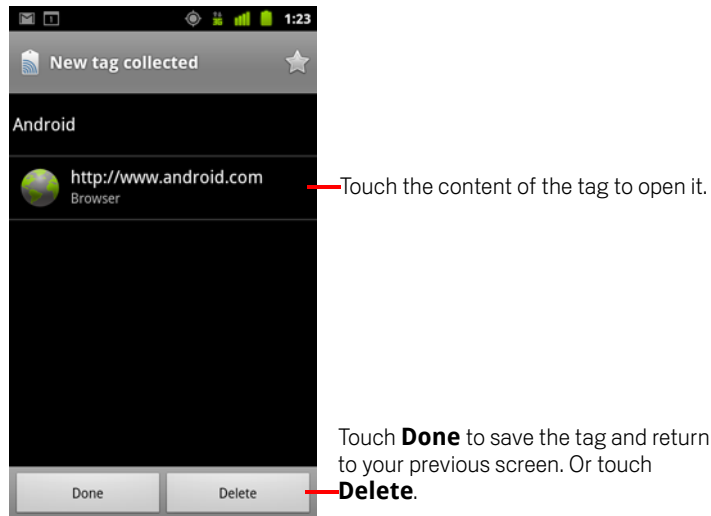 1:23
New tag collected
Android
http://www.android.com
Browser
Touch the content of the tag to open it.
Touch Done to save the tag and return
to your previous screen. Or touch
Delete.
Done
Delete